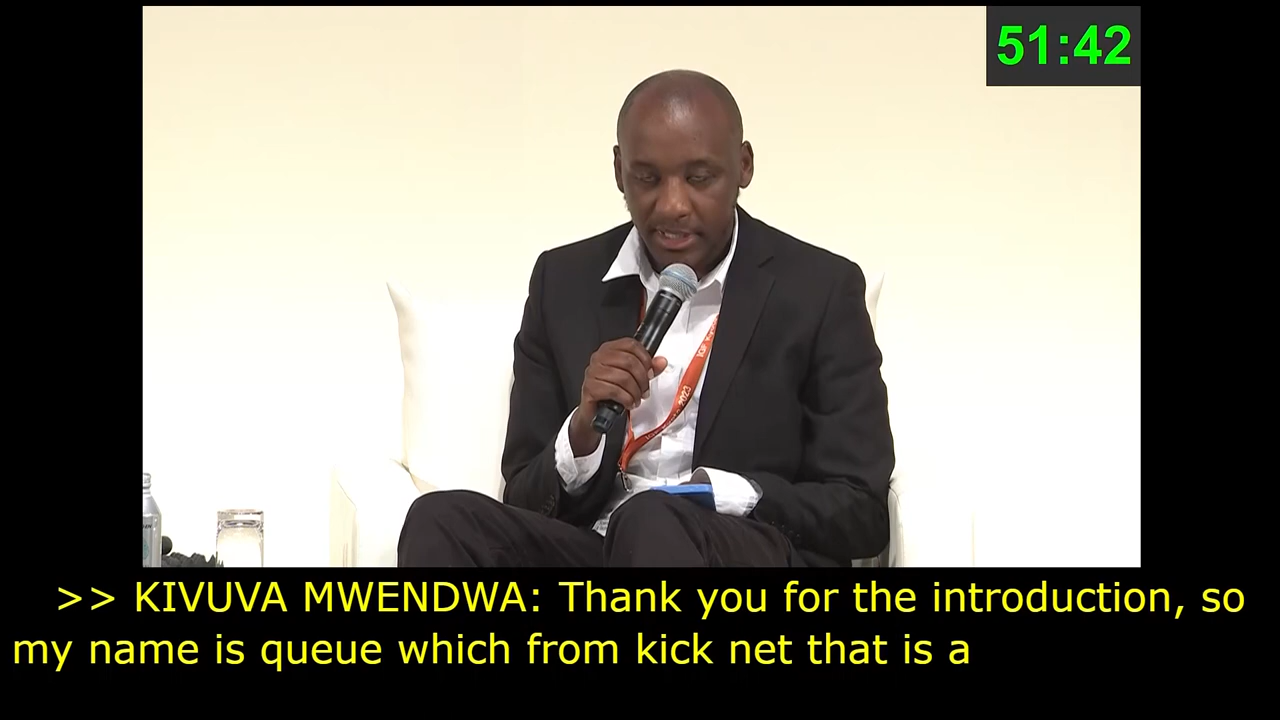 51:42
>> KIVUVA MWENDWA: Thank you for the introduction, so
my name is queue which from kick net that is a
2023